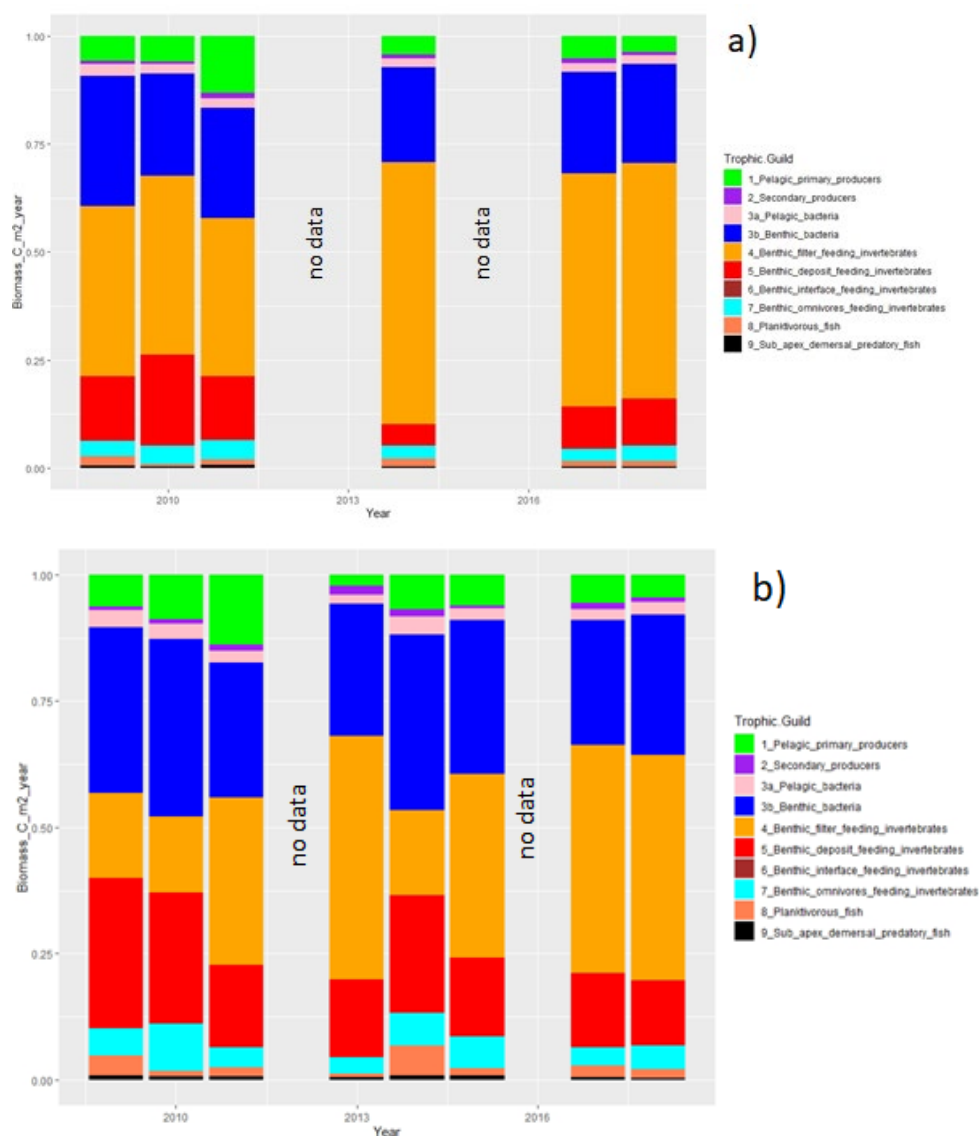 a)
1.00
0.75
0.50
0.25
0.00
Biomass_C_m2_year
no data
no data
2010
2013
2016
Year
Trophic.Guild
1_Pelagic_primary_producers
2_Secondary_producers
3a_Pelagic_bacteria
3b_Benthic_bacteria
4_Benthic_filter_feeding_invertebrates
5_Benthic_deposit_feeding_invertebrates
6_Benthic_interface_feeding_invertebrates
7_Benthic_omnivores_feeding_invertebrates
8_Planktivorous_fish
9_Sub_apex_demersal_predatory_fish
b)
1.00
0.75
0.50
0.25
0.00
Biomass_C_m2_year
no data
no data
2010
2013
2016
Year
Trophic.Guild
1_Pelagic_primary_producers
2_Secondary_producers
3a_Pelagic_bacteria
3b_Benthic_bacteria
4_Benthic_filter_feeding_invertebrates
5_Benthic_deposit_feeding_invertebrates
6_Benthic_interface_feeding_invertebrates
7_Benthic_omnivores_feeding_invertebrates
8_Planktivorous_fish
9_Sub_apex_demersal_predatory_fish